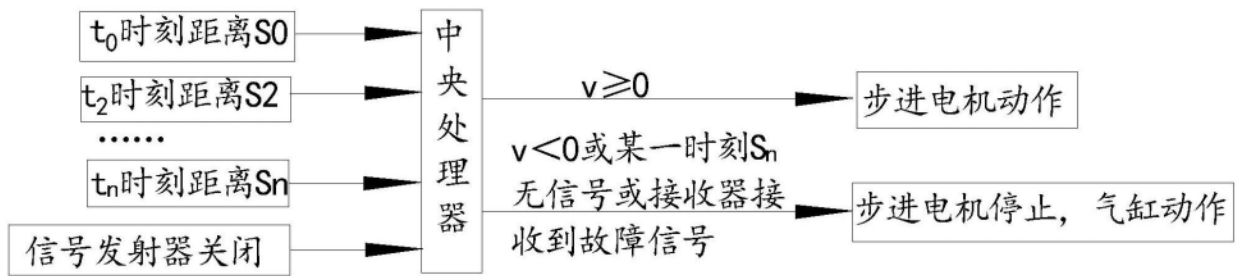 t₀时刻距离S0
t₂时刻距离S2
……
tₙ时刻距离Sn
信号发射器关闭
中央处理器
v≥0
v<0或某一时刻Sₙ
无信号或接收器接
收到故障信号
步进电机动作
步进电机停止，气缸动作